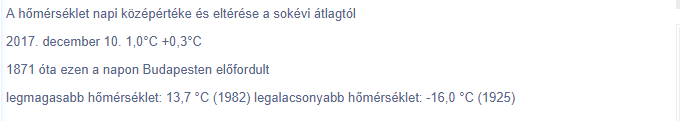 A hőmérséklet napi középértéke és eltérése a sokévi átlagtól
2017. december 10. 1,0°C +0,3°C
1871 óta ezen a napon Budapesten előfordult
legmagasabb hőmérséklet: 13,7 °C (1982) legalacsonyabb hőmérséklet: -16,0 °C (1925)